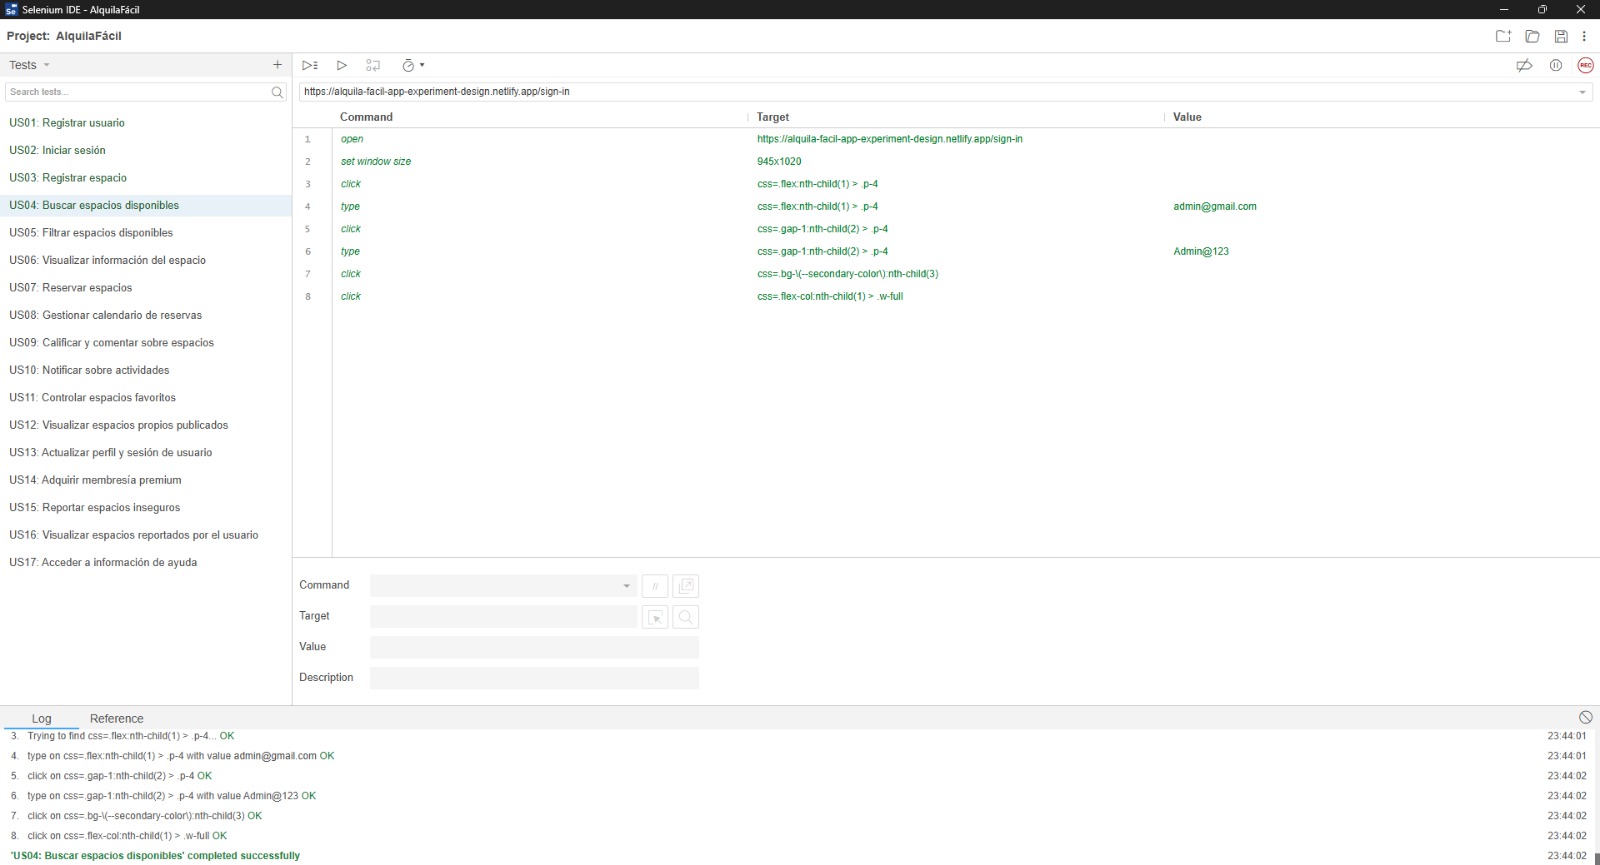 Selenium IDE - AlquilaFácil
Project: AlquilaFácil
Tests
Search tests...
US01: Registrar usuario
US02: Iniciar sesión
US03: Registrar espacio
US04: Buscar espacios disponibles
US05: Filtrar espacios disponibles
US06: Visualizar información del espacio
US07: Reservar espacios
US08: Gestionar calendario de reservas
US09: Calificar y comentar sobre espacios
US10: Notificar sobre actividades
US11: Controlar espacios favoritos
US12: Visualizar espacios propios publicados
US13: Actualizar perfil y sesión de usuario
US14: Adquirir membresía premium
US15: Reportar espacios inseguros
US16: Visualizar espacios reportados por el usuario
US17: Acceder a información de ayuda
REC
https://alquila-facil-app-experiment-design.netlify.app/sign-in
Command Target Value
1 open https://alquila-facil-app-experiment-design.netlify.app/sign-in
2 set window size 945x1020
3 click css=.flex:nth-child(1) > .p-4
4 type css=.flex:nth-child(1) > .p-4 admin@gmail.com
5 click css=.gap-1:nth-child(2) > .p-4
6 type css=.gap-1:nth-child(2) > .p-4 Admin@123
7 click css=.bg-\(--secondary-color\):nth-child(3)
8 click css=.flex-col:nth-child(1) > .w-full
Command //
Target
Value
Description
Log Reference
3. Trying to find css=.flex:nth-child(1) > .p-4... OK 23:44:01
4. type on css=.flex:nth-child(1) > .p-4 with value admin@gmail.com OK 23:44:01
5. click on css=.gap-1:nth-child(2) > .p-4 OK 23:44:02
6. type on css=.gap-1:nth-child(2) > .p-4 with value Admin@123 OK 23:44:02
7. click on css=.bg-\(--secondary-color\):nth-child(3) OK 23:44:02
8. click on css=.flex-col:nth-child(1) > .w-full OK 23:44:02
'US04: Buscar espacios disponibles' completed successfully 23:44:02